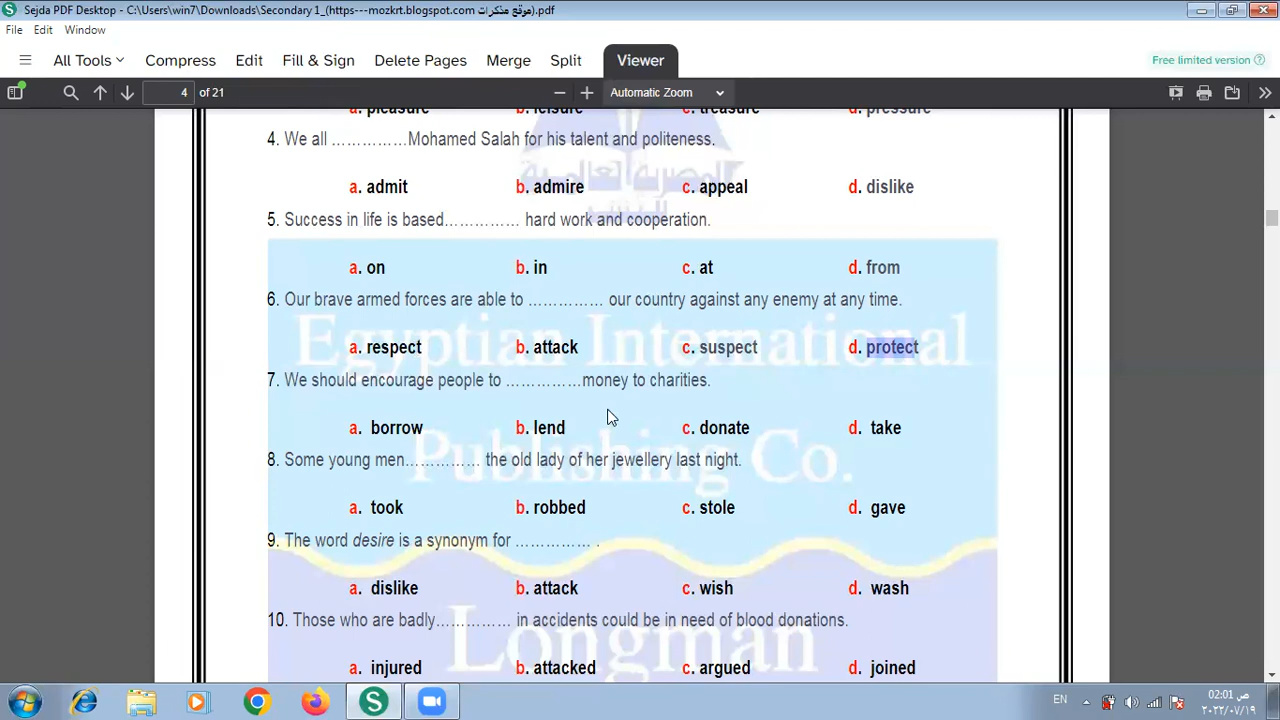 Sejda PDF Desktop - C:\Users\win7\Downloads\Secondary 1_(https---mozkrt.blogspot.com موقع مذكرات).pdf
File Edit Window
All Tools Compress Edit Fill & Sign Delete Pages Merge Split Viewer Free limited version
4 of 21 Automatic Zoom
a. pleasure b. leisure c. treasure d. pressure
4. We all ……………Mohamed Salah for his talent and politeness.
a. admit b. admire c. appeal d. dislike
5. Success in life is based…………… hard work and cooperation.
a. on b. in c. at d. from
6. Our brave armed forces are able to …………… our country against any enemy at any time.
a. respect b. attack c. suspect d. protect
7. We should encourage people to ……………money to charities.
a. borrow b. lend c. donate d. take
8. Some young men…………… the old lady of her jewellery last night.
a. took b. robbed c. stole d. gave
9. The word desire is a synonym for …………… .
a. dislike b. attack c. wish d. wash
10. Those who are badly…………… in accidents could be in need of blood donations.
a. injured b. attacked c. argued d. joined
Egyptian International
Publishing Co.
Longman
EN 02:01 ص
٢٠٢٢/٠٧/١٩